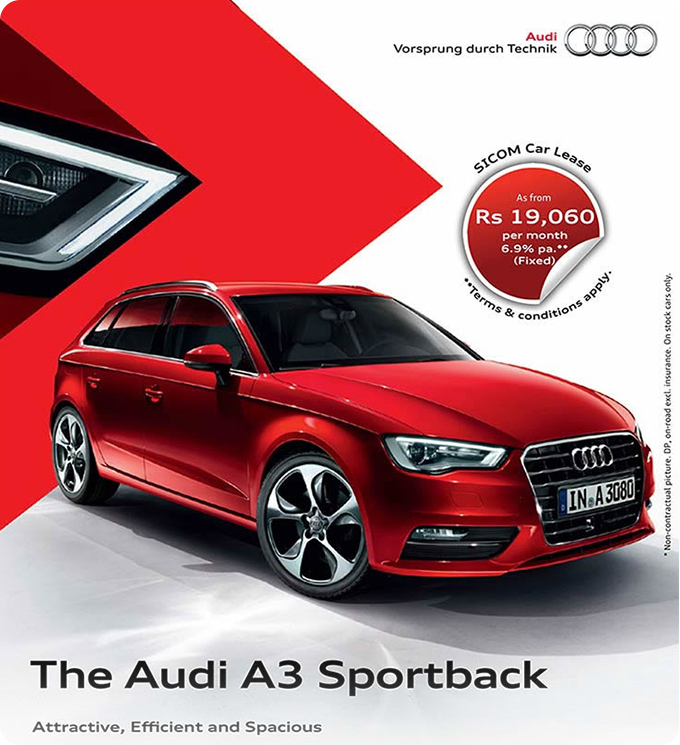 Audi
Vorsprung durch Technik
SICOM Car Lease
As from
Rs 19,060
per month
6.9% pa.**
(Fixed)
**Terms & conditions apply.
* Non-contractual picture. DP, on-road excl. insurance. On stock cars only.
IN A 3080
The Audi A3 Sportback
Attractive, Efficient and Spacious